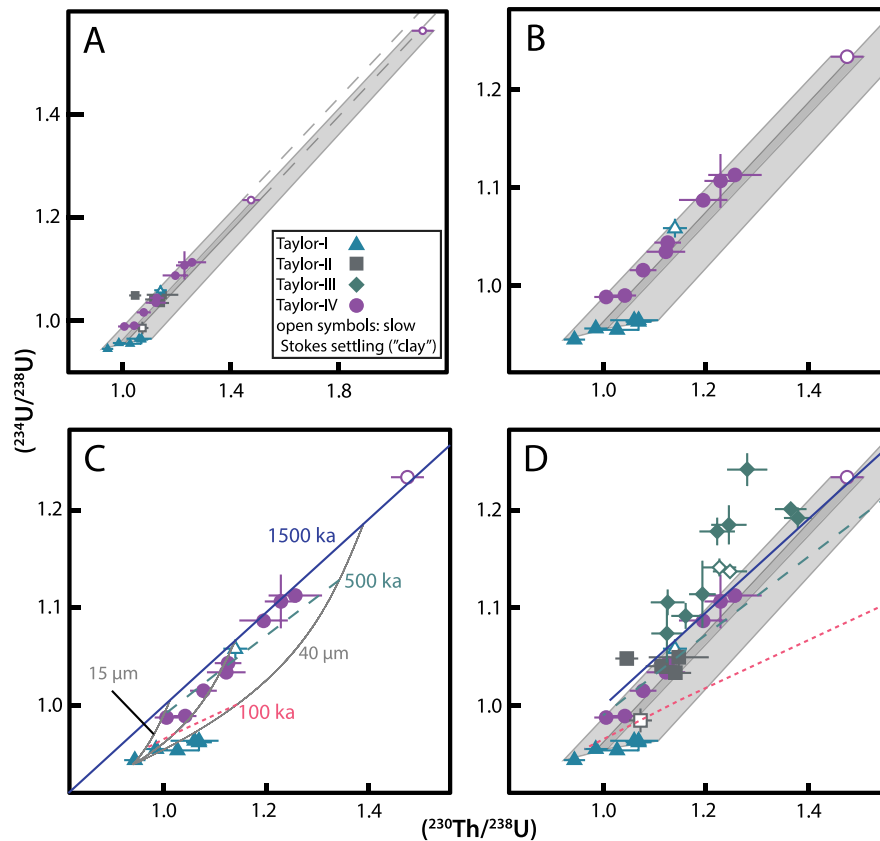 A
1.4
1.2
1.0
1.0
1.4
1.8
Taylor-I
Taylor-II
Taylor-III
Taylor-IV
open symbols: slow
Stokes settling ("clay")
B
1.2
1.1
1.0
1.0
1.2
1.4
(²³⁴U/²³⁸U)
C
1.2
1.1
1.0
1500 ka
500 ka
40 µm
15 µm
100 ka
1.0
1.2
1.4
D
1.2
1.1
1.0
1.0
1.2
1.4
(²³⁰Th/²³⁸U)